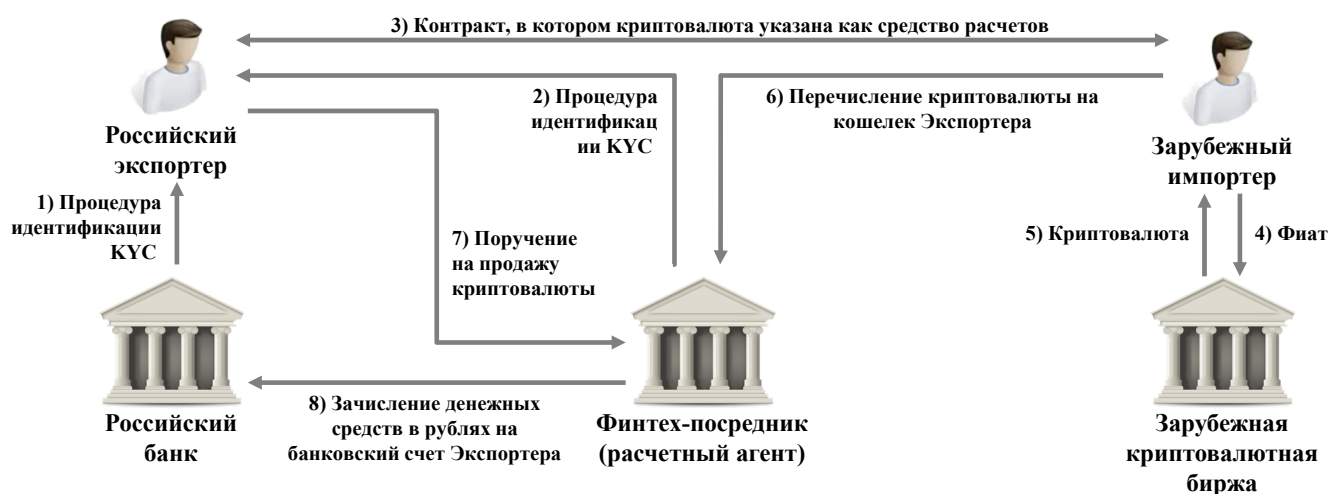 3) Контракт, в котором криптовалюта указана как средство расчетов
2) Процедура
идентификац
ии KYC
6) Перечисление криптовалюты на
кошелек Экспортера
Российский
экспортер
Зарубежный
импортер
1) Процедура
идентификации
KYC
7) Поручение
на продажу
криптовалюты
5) Криптовалюта
4) Фиат
8) Зачисление денежных
средств в рублях на
банковский счет Экспортера
Российский
банк
Финтех-посредник
(расчетный агент)
Зарубежная
криптовалютная
биржа